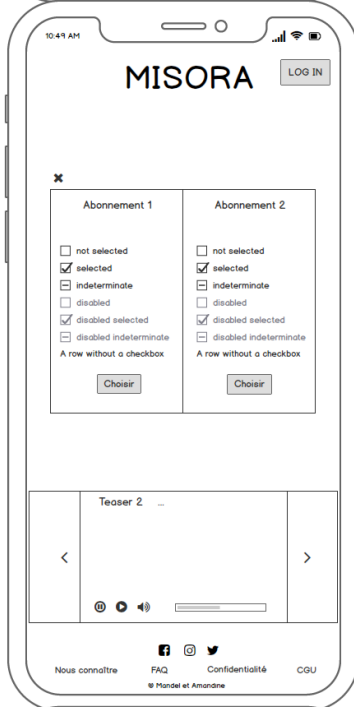 10:49 AM
MISORA
LOG IN
Abonnement 1
not selected
selected
indeterminate
disabled
disabled selected
disabled indeterminate
A row without a checkbox
Choisir
Abonnement 2
not selected
selected
indeterminate
disabled
disabled selected
disabled indeterminate
A row without a checkbox
Choisir
Teaser 2 ...
Nous connaître FAQ Confidentialité CGU
© Mandel et Amandine